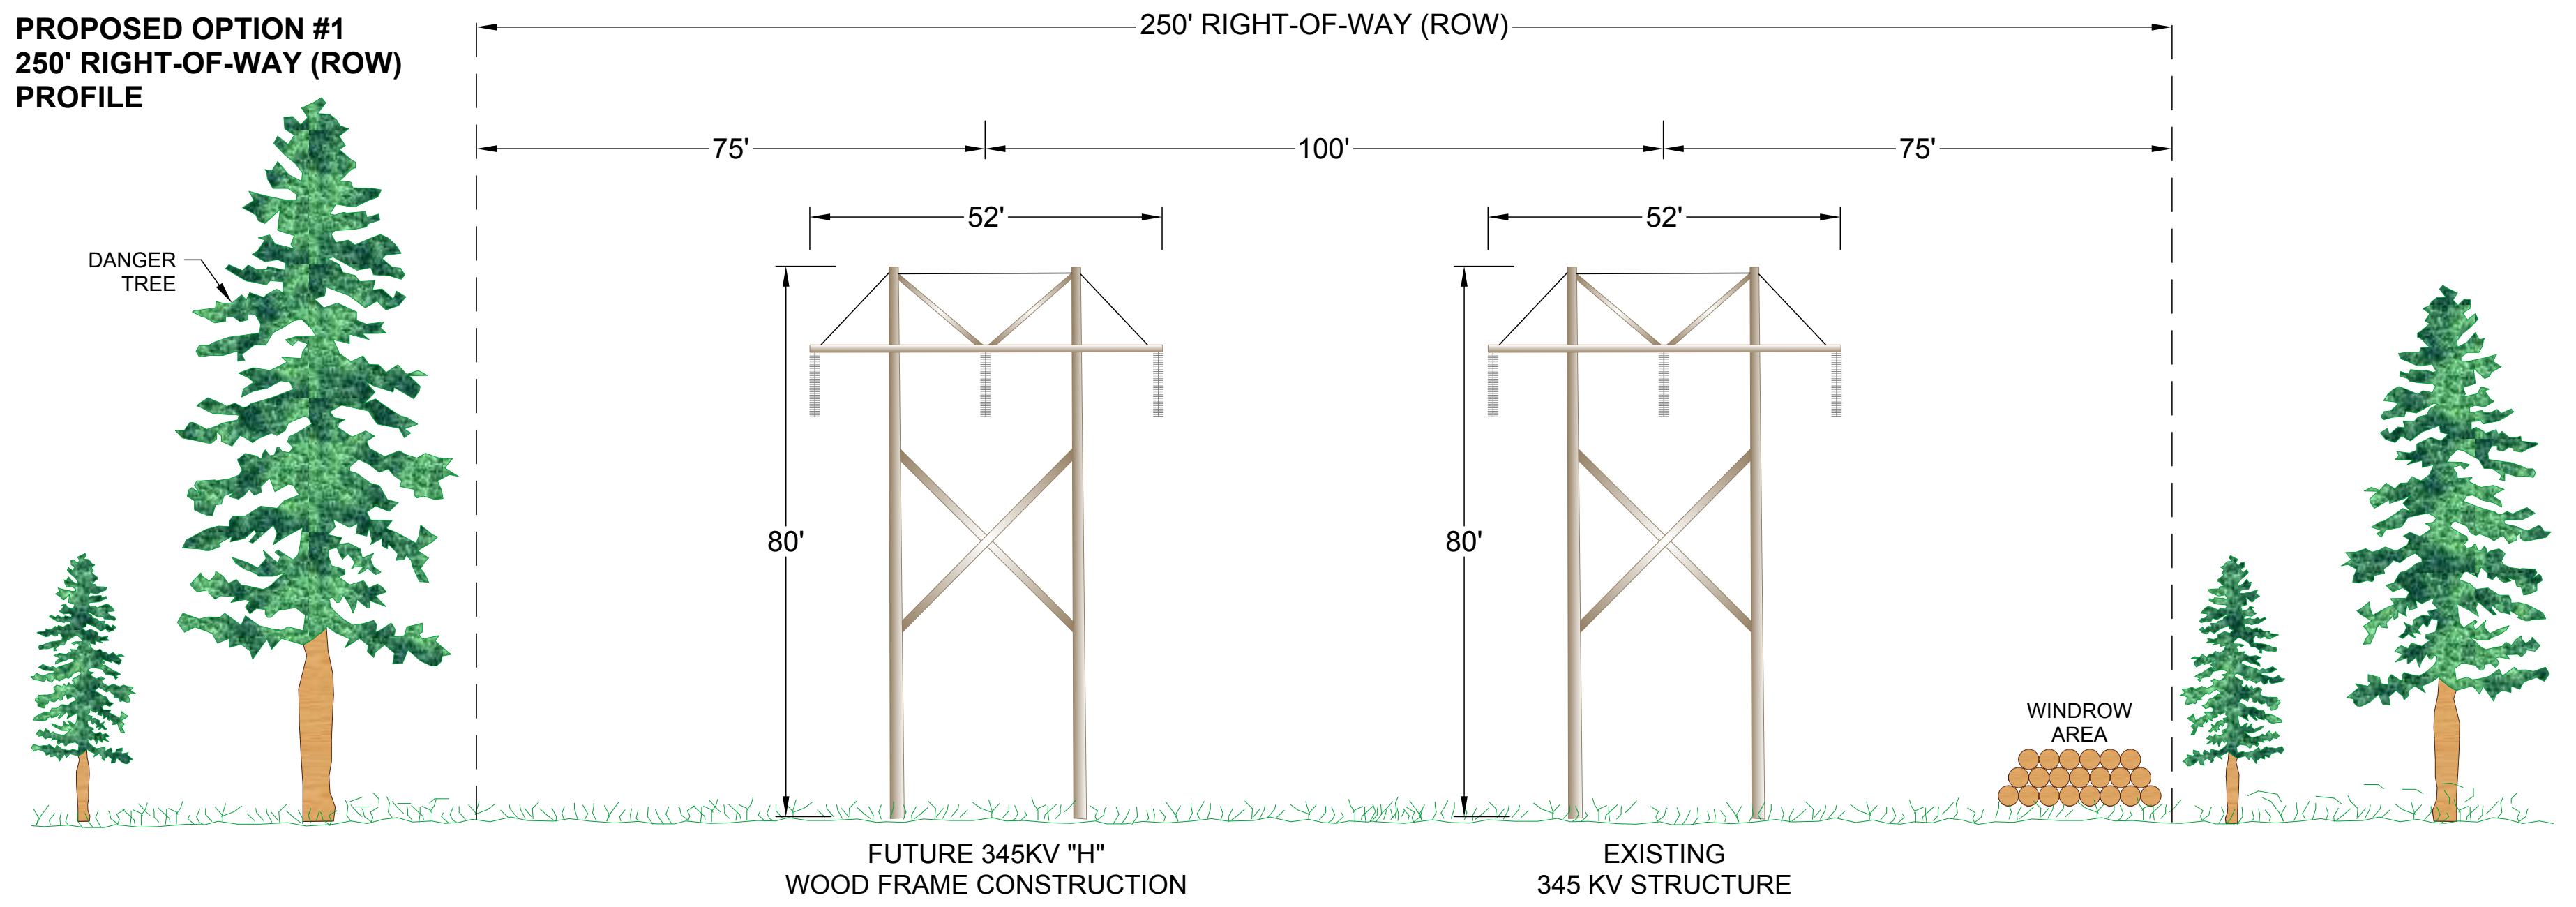 PROPOSED OPTION #1
250' RIGHT-OF-WAY (ROW)
PROFILE
250' RIGHT-OF-WAY (ROW)
75'
100'
75'
52'
52'
DANGER
TREE
80'
80'
WINDROW
AREA
FUTURE 345KV "H"
WOOD FRAME CONSTRUCTION
EXISTING
345 KV STRUCTURE